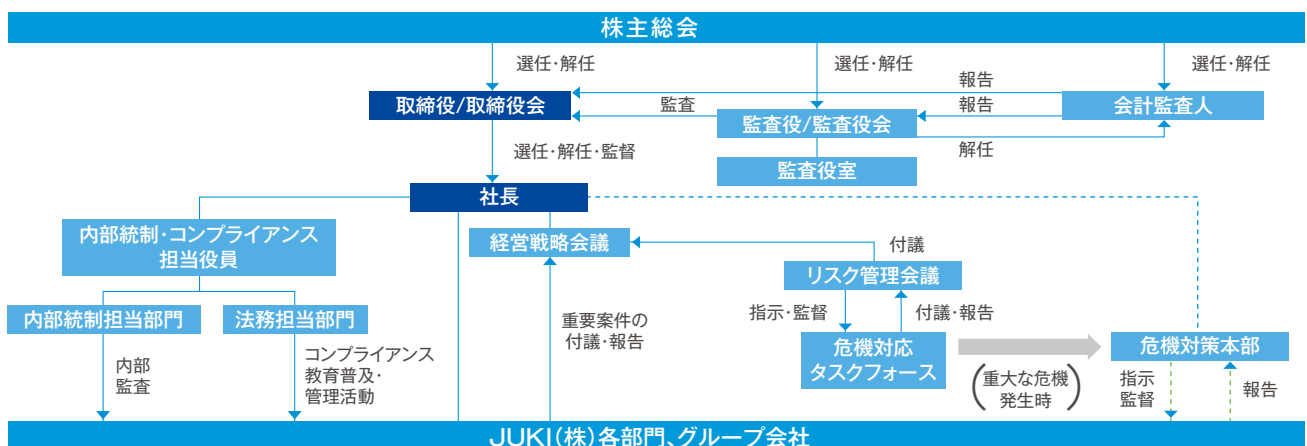 株主総会
選任・解任
選任・解任
選任・解任
報告
取締役/取締役会
監査
監査役/監査役会
報告
会計監査人
解任
選任・解任・監督
監査役室
社長
内部統制・コンプライアンス
担当役員
経営戦略会議
付議
リスク管理会議
内部統制担当部門
法務担当部門
重要案件の
付議・報告
指示・監督
付議・報告
危機対応
タスクフォース
危機対策本部
内部
監査
コンプライアンス
教育普及・
管理活動
(重大な危機
発生時)
指示
監督
報告
JUKI(株)各部門、グループ会社